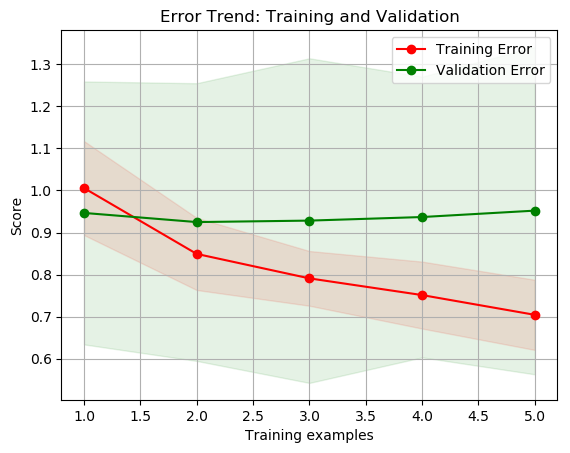 Error Trend: Training and Validation
Training Error
Validation Error
Score
1.3
1.2
1.1
1.0
0.9
0.8
0.7
0.6
1.0 1.5 2.0 2.5 3.0 3.5 4.0 4.5 5.0
Training examples